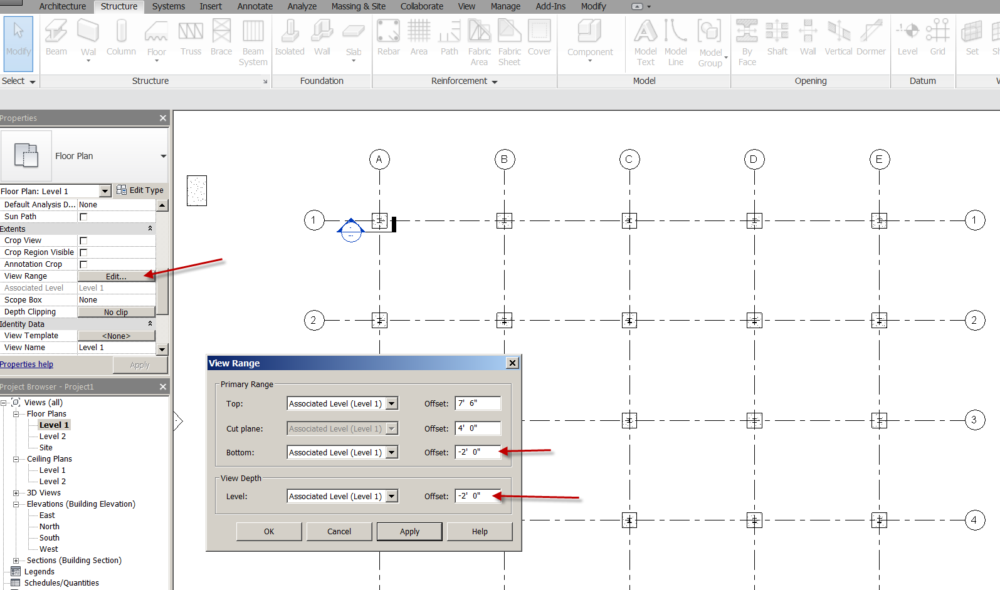 Architecture Structure Systems Insert Annotate Analyze Massing & Site Collaborate View Manage Add-Ins Modify
Modify Beam Wal Column Floor Truss Brace Beam System Isolated Wall Slab Rebar Area Path Fabric Area Fabric Sheet Cover Component Model Text Model Line Model Group By Face Shaft Wall Vertical Dormer Level Grid Set
Select Structure Foundation Reinforcement Model Opening Datum
Properties
Floor Plan
Floor Plan: Level 1 Edit Type
Default Analysis D... None
Sun Path
Extents
Crop View
Crop Region Visible
Annotation Crop
View Range Edit...
Associated Level Level 1
Scope Box None
Depth Clipping No clip
Identity Data
View Template <None>
View Name Level 1
Properties help Apply
Project Browser - Project1
Views (all)
Floor Plans
Level 1
Level 2
Site
Ceiling Plans
Level 1
Level 2
3D Views
Elevations (Building Elevation)
East
North
South
West
Sections (Building Section)
Legends
Schedules/Quantities
A B C D E
1 1
2 2
3
4
View Range
Primary Range
Top: Associated Level (Level 1) Offset: 7' 6"
Cut plane: Associated Level (Level 1) Offset: 4' 0"
Bottom: Associated Level (Level 1) Offset: -2' 0"
View Depth
Level: Associated Level (Level 1) Offset: -2' 0"
OK Cancel Apply Help